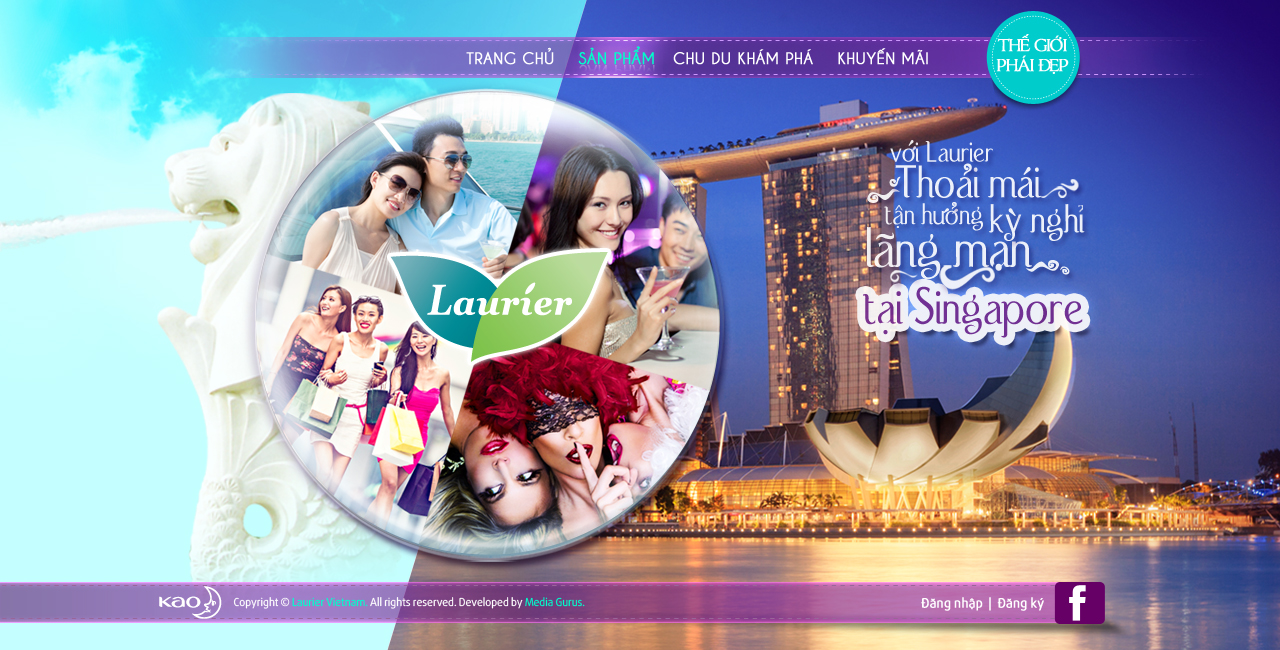 TRANG CHỦ SẢN PHẨM CHU DU KHÁM PHÁ KHUYẾN MÃI
THẾ GIỚI
PHÁI ĐẸP
với Laurier
Thoải mái
tận hưởng kỳ nghỉ
lãng mạn
tại Singapore
Laurier
Kao
Copyright © Laurier Vietnam. All rights reserved. Developed by Media Gurus.
Đăng nhập | Đăng ký
f